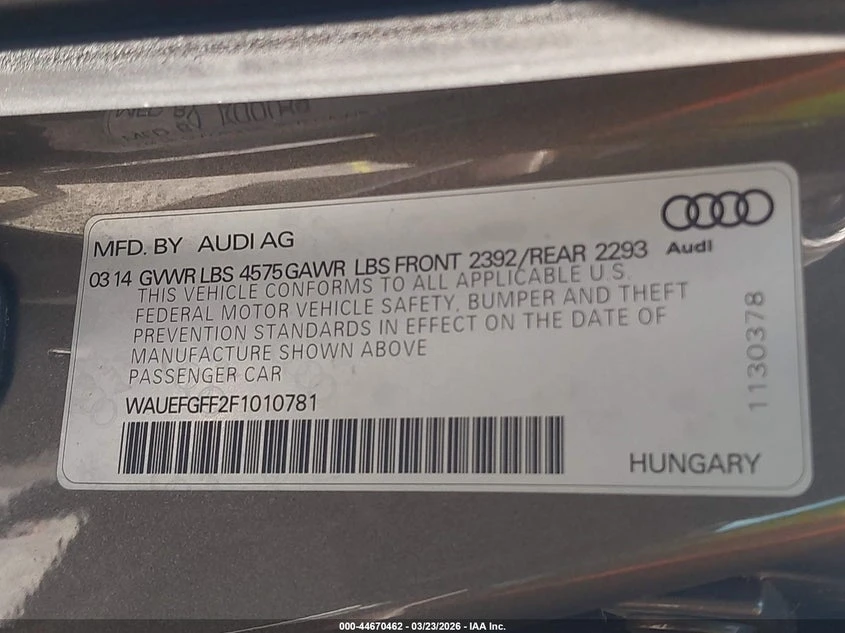 MFD. BY AUDI AG
Audi
03 14 GVWR LBS 4575 GAWR LBS FRONT 2392/REAR 2293
THIS VEHICLE CONFORMS TO ALL APPLICABLE U.S.
FEDERAL MOTOR VEHICLE SAFETY, BUMPER AND THEFT
PREVENTION STANDARDS IN EFFECT ON THE DATE OF
MANUFACTURE SHOWN ABOVE
PASSENGER CAR
WAUEFGFF2F1010781
1130378
HUNGARY
000-44670462 - 03/23/2026 - IAA Inc.